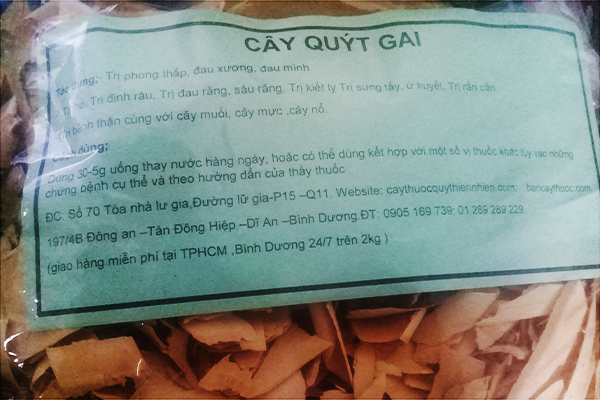 CÂY QUÝT GAI
Tác dụng:- Trị phong thấp, đau xương, đau mình
- Trị ho, Trị đinh râu, Trị đau răng, sâu răng, Trị kiết lỵ Trị sưng tấy, ứ huyết, Trị rắn cắn
bệnh thận cùng với cây muối, cây mực ,cây nổ.
dùng:
Dùng 30-5g uống thay nước hàng ngày, hoặc có thể dùng kết hợp với một số vị thuốc khác tùy vào những
chứng bệnh cụ thể và theo hướng dẫn của thầy thuốc
ĐC: Số 70 Tòa nhà lư gia,Đường lữ gia-P15 –Q11. Website: caythuocquythiennhien.com; bancaythuoc.com
197/4B Đông an –Tân Đông Hiệp –Dĩ An –Bình Dương.ĐT: 0905 169 739; 01 289 289 229
(giao hàng miễn phí tại TPHCM ,Bình Dương 24/7 trên 2kg )